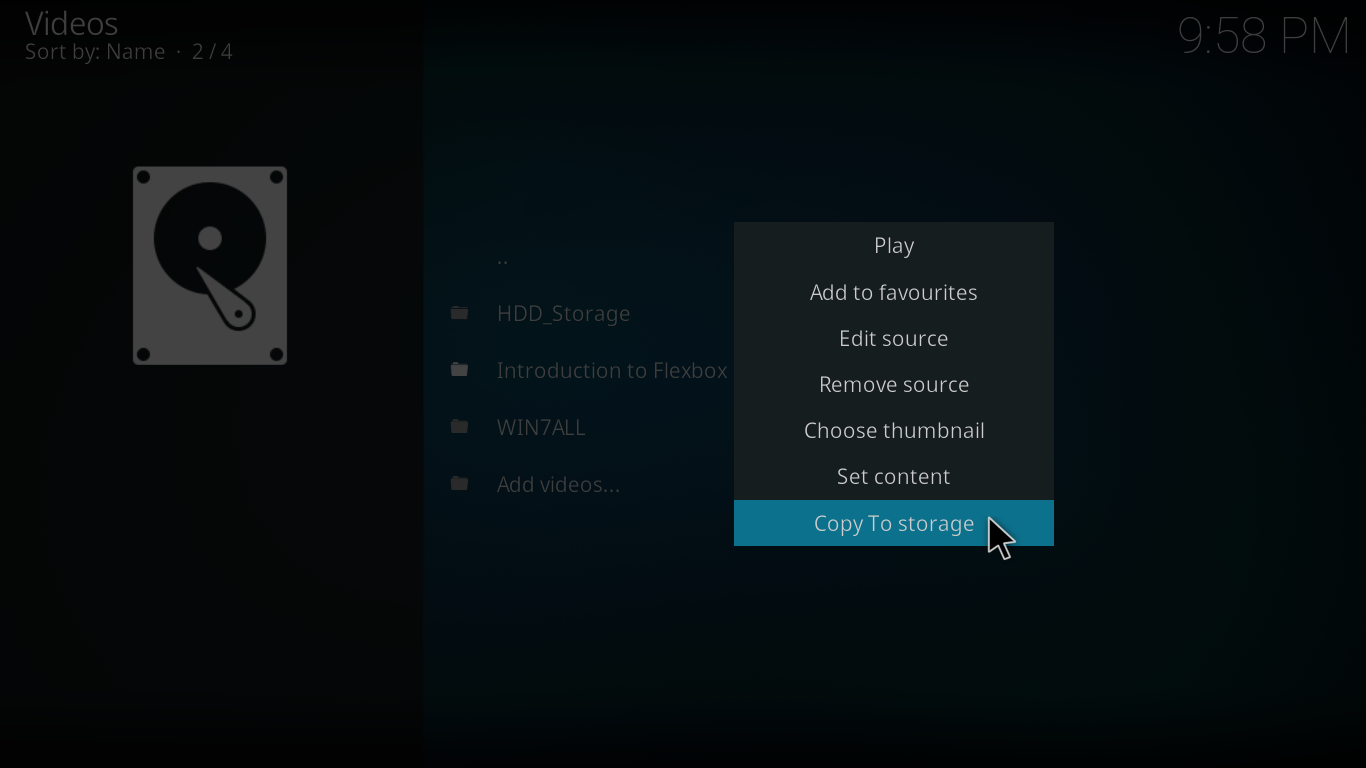 Videos
Sort by: Name · 2 / 4
9:58 PM
..
HDD_Storage
Introduction to Flexbox
WIN7ALL
Add videos...
Play
Add to favourites
Edit source
Remove source
Choose thumbnail
Set content
Copy To storage